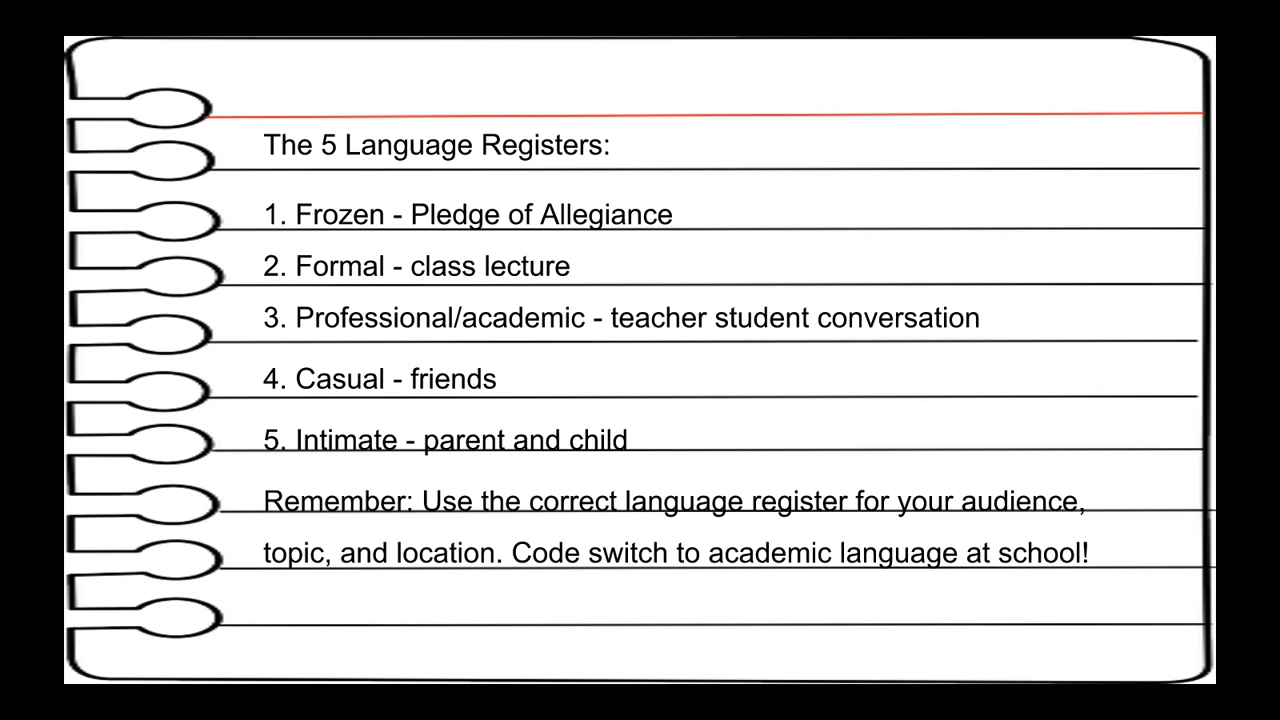 The 5 Language Registers:
1. Frozen - Pledge of Allegiance
2. Formal - class lecture
3. Professional/academic - teacher student conversation
4. Casual - friends
5. Intimate - parent and child
Remember: Use the correct language register for your audience,
topic, and location. Code switch to academic language at school!